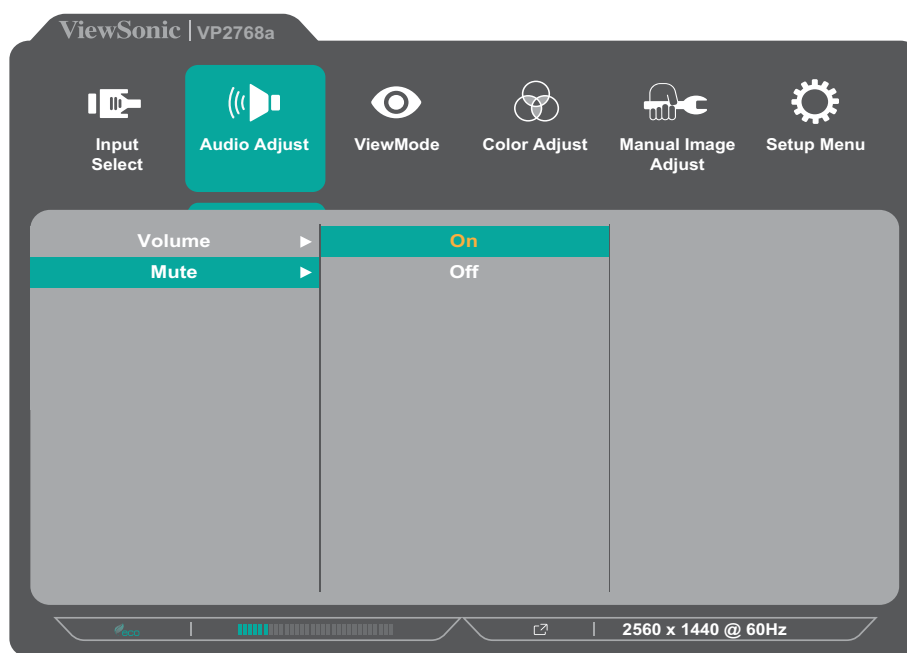 ViewSonic | VP2768a
Input
Select
Audio Adjust
ViewMode
Color Adjust
Manual Image
Adjust
Setup Menu
Volume
On
Mute
Off
eco
2560 x 1440 @ 60Hz